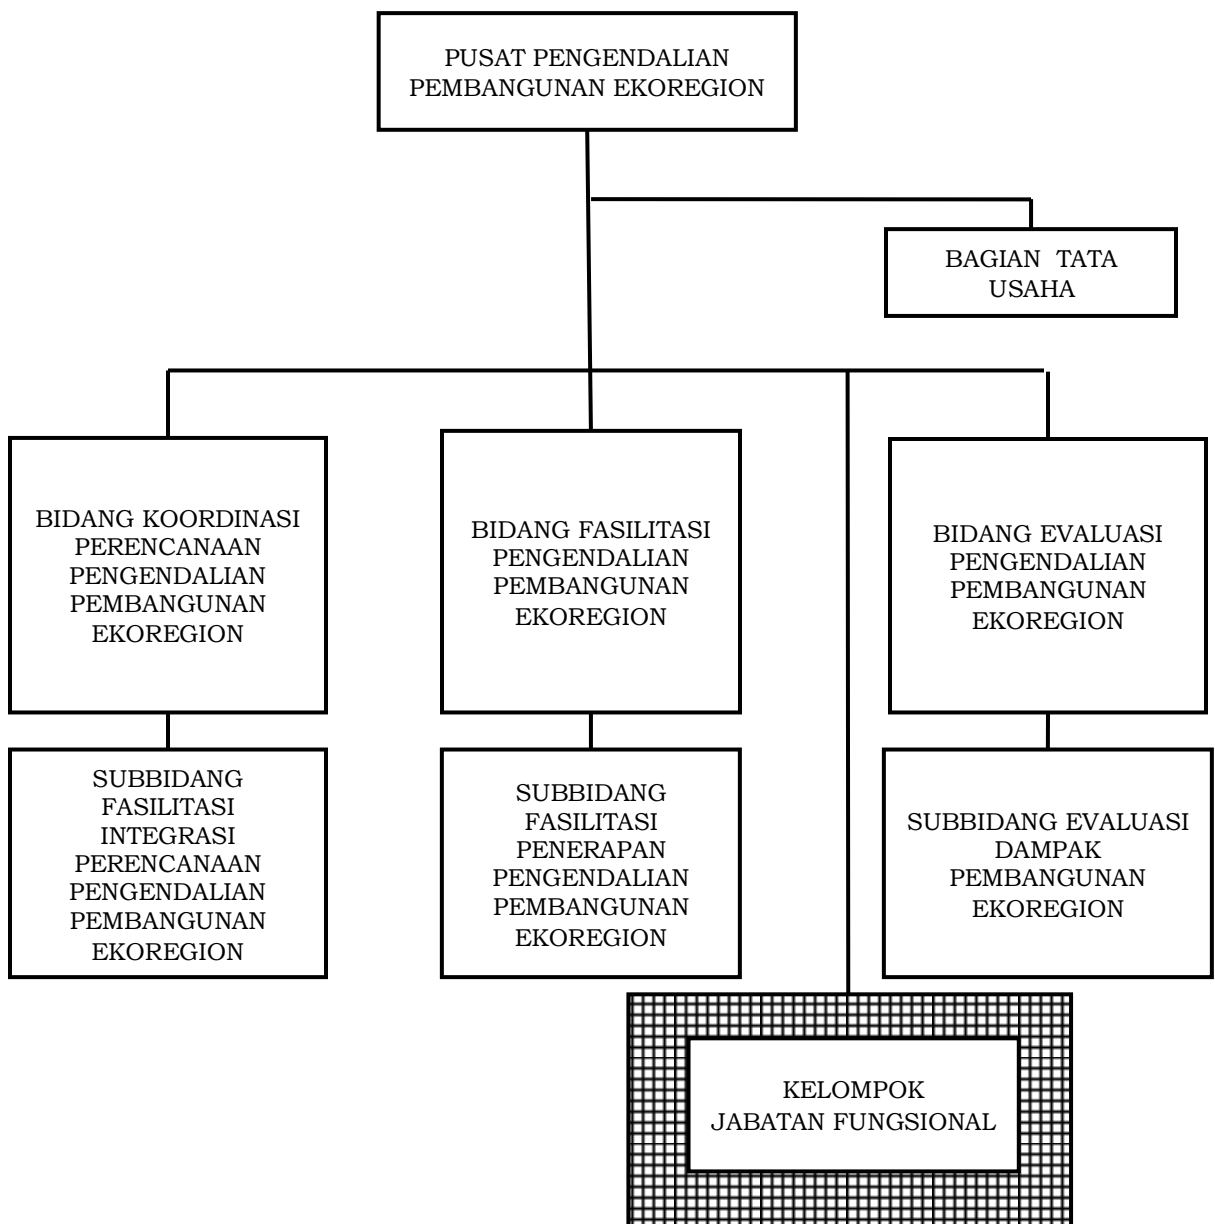 PUSAT PENGENDALIAN
PEMBANGUNAN EKOREGION
BAGIAN TATA
USAHA
BIDANG KOORDINASI
PERENCANAAN
PENGENDALIAN
PEMBANGUNAN
EKOREGION
BIDANG FASILITASI
PENGENDALIAN
PEMBANGUNAN
EKOREGION
BIDANG EVALUASI
PENGENDALIAN
PEMBANGUNAN
EKOREGION
SUBBIDANG
FASILITASI
INTEGRASI
PERENCANAAN
PENGENDALIAN
PEMBANGUNAN
EKOREGION
SUBBIDANG
FASILITASI
PENERAPAN
PENGENDALIAN
PEMBANGUNAN
EKOREGION
SUBBIDANG EVALUASI
DAMPAK
PEMBANGUNAN
EKOREGION
KELOMPOK
JABATAN FUNGSIONAL